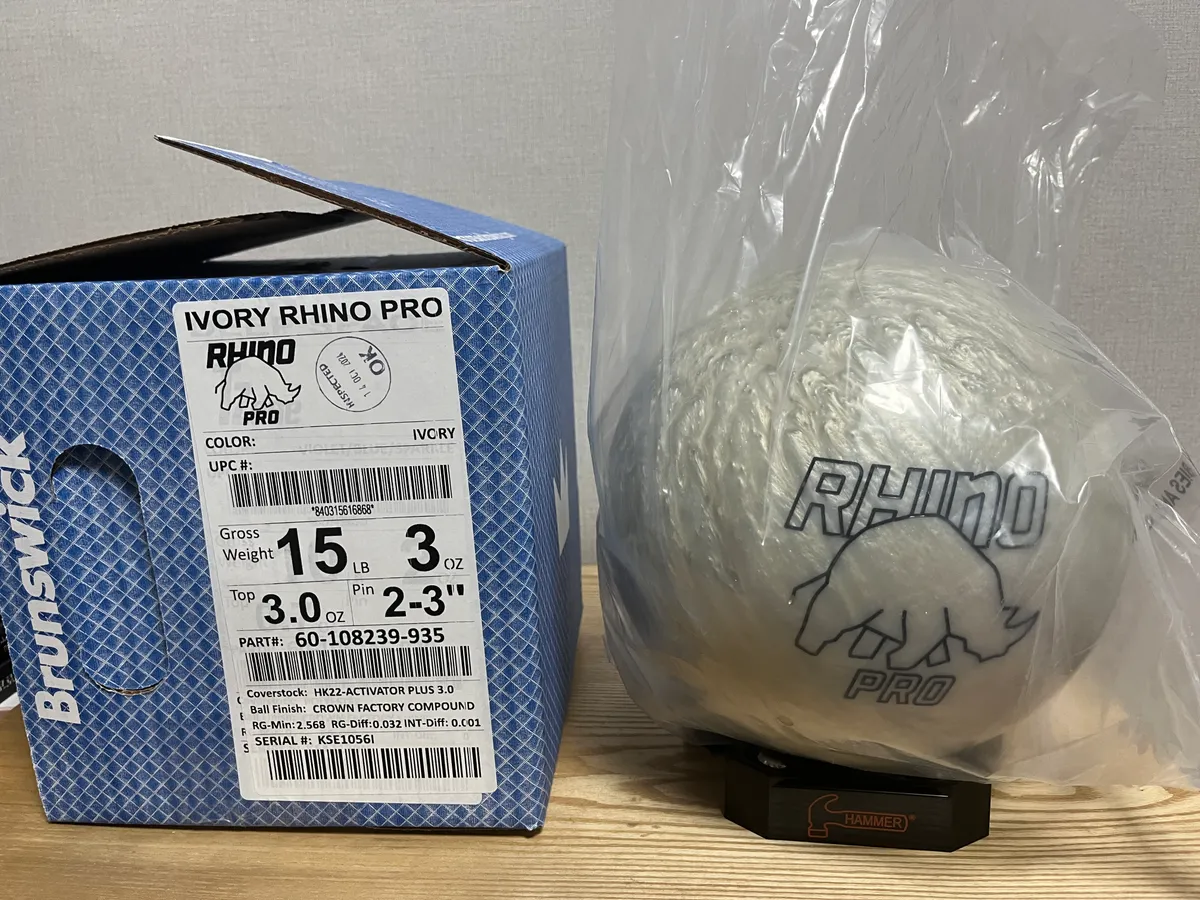 Brunswick
IVORY RHINO PRO
RHINO
PRO
INSPECTED
OK
COLOR: IVORY
VIOLET/BLUE/SPARKLE
UPC #:
*840315616868*
Gross Weight 15 LB 3 OZ
Top 3.0 OZ Pin 2-3"
PART#: 60-108239-935
Coverstock: HK22-ACTIVATOR PLUS 3.0
Ball Finish: CROWN FACTORY COMPOUND
RG-Min:2.568 RG-Diff:0.032 INT-Diff: 0.001
SERIAL #: KSE1056I
RHINO
PRO
HAMMER®